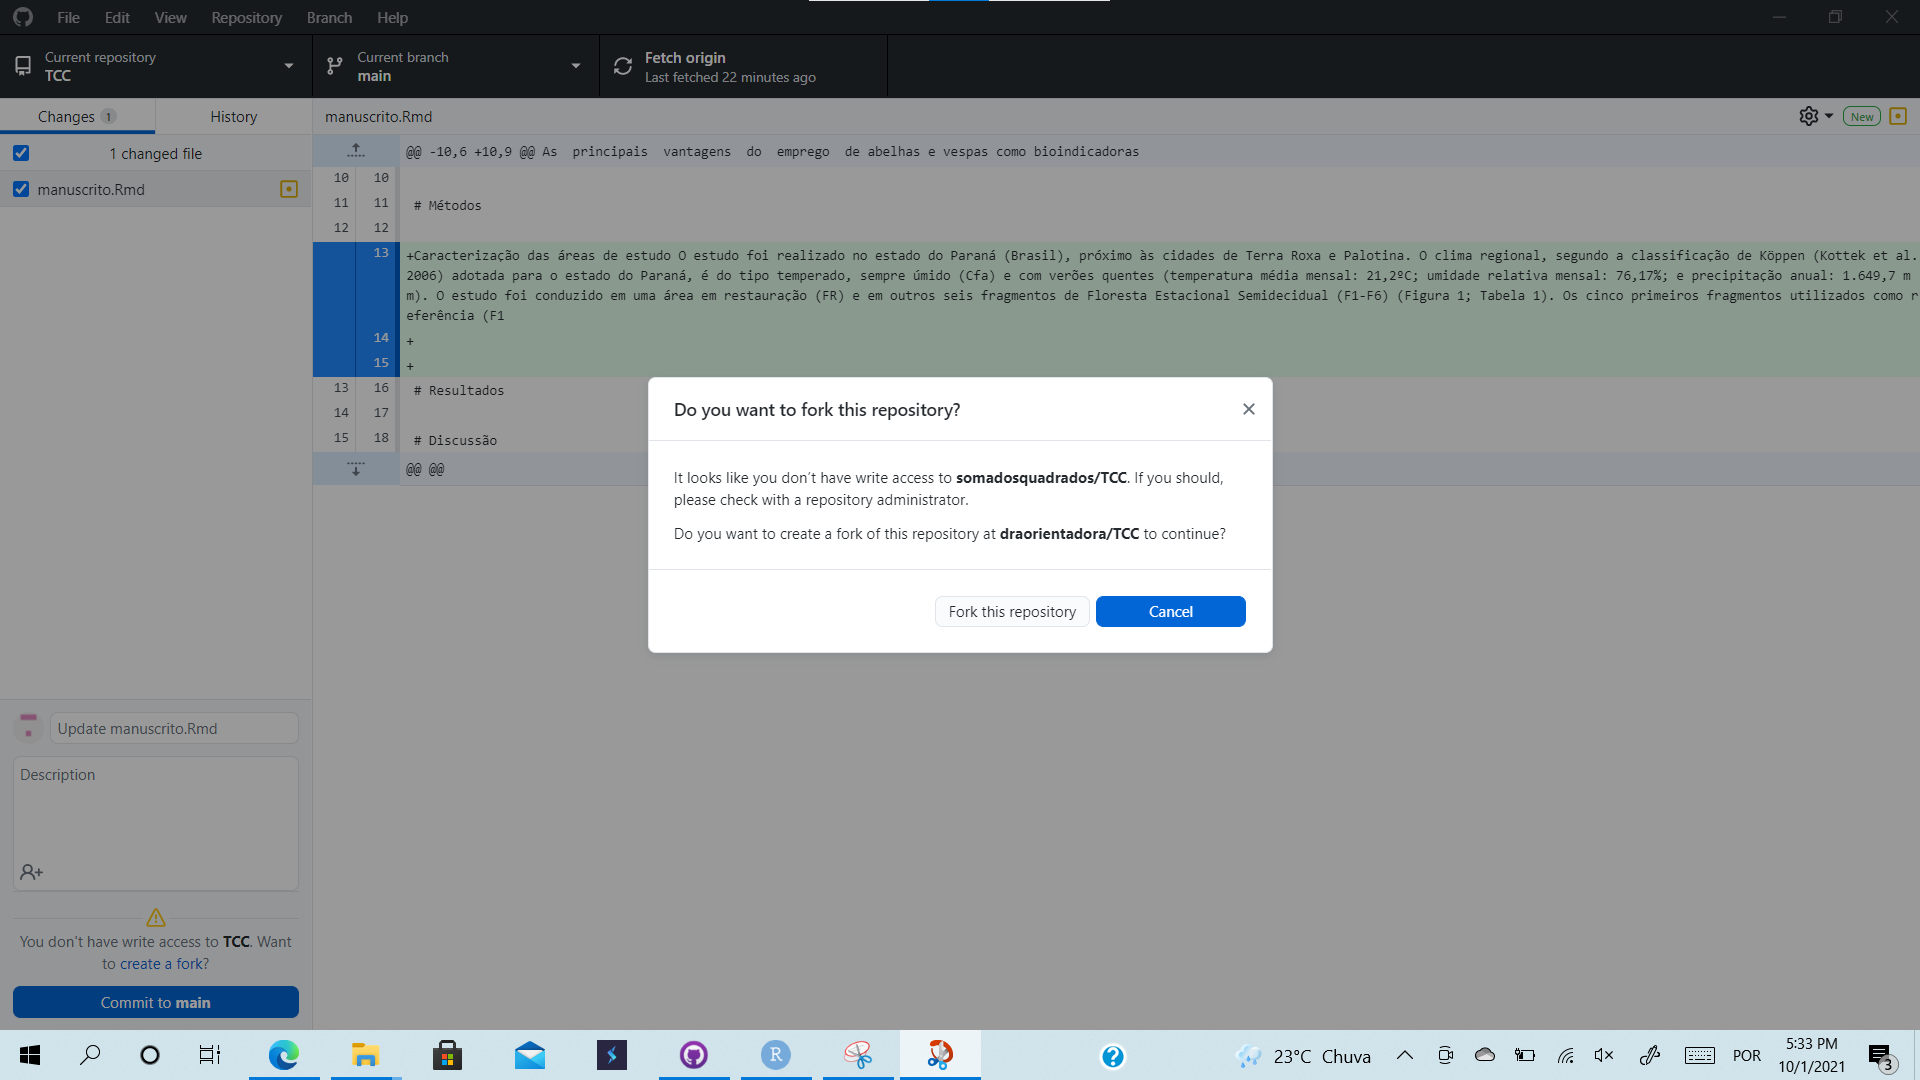 File Edit View Repository Branch Help
Current repository
TCC
Current branch
main
Fetch origin
Last fetched 22 minutes ago
Changes 1
History
manuscrito.Rmd
New
1 changed file
manuscrito.Rmd
@@ -10,6 +10,9 @@ As principais vantagens do emprego de abelhas e vespas como bioindicadoras
10 10
11 11 # Métodos
12 12
13 +Caracterização das áreas de estudo O estudo foi realizado no estado do Paraná (Brasil), próximo às cidades de Terra Roxa e Palotina. O clima regional, segundo a classificação de Köppen (Kottek et al.
2006) adotada para o estado do Paraná, é do tipo temperado, sempre úmido (Cfa) e com verões quentes (temperatura média mensal: 21,2ºC; umidade relativa mensal: 76,17%; e precipitação anual: 1.649,7 m
m). O estudo foi conduzido em uma área em restauração (FR) e em outros seis fragmentos de Floresta Estacional Semidecidual (F1-F6) (Figura 1; Tabela 1). Os cinco primeiros fragmentos utilizados como r
eferência (F1
14 +
15 +
13 16 # Resultados
14 17
15 18 # Discussão
@@ @@
Do you want to fork this repository?
It looks like you don’t have write access to somadosquadrados/TCC. If you should,
please check with a repository administrator.
Do you want to create a fork of this repository at draorientadora/TCC to continue?
Fork this repository
Cancel
Update manuscrito.Rmd
Description
You don't have write access to TCC. Want
to create a fork?
Commit to main
R
23°C Chuva
POR
5:33 PM
10/1/2021
3